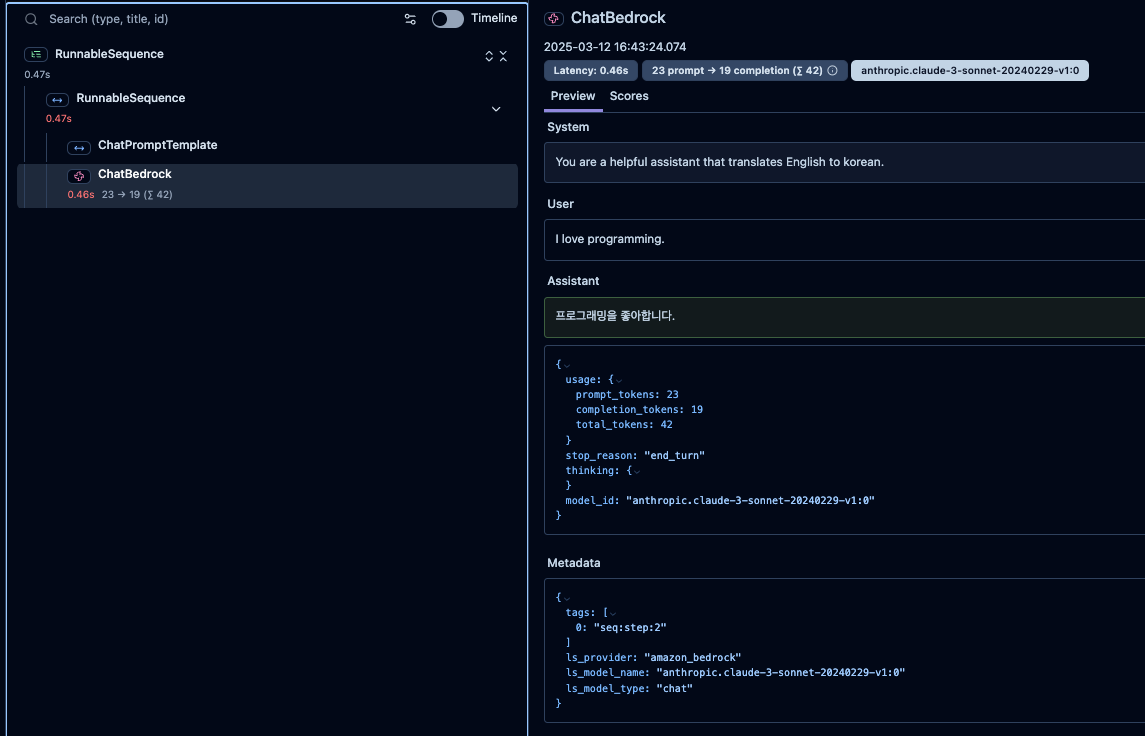 Search (type, title, id)
Timeline
RunnableSequence
0.47s
RunnableSequence
0.47s
ChatPromptTemplate
ChatBedrock
0.46s 23 → 19 (∑ 42)
ChatBedrock
2025-03-12 16:43:24.074
Latency: 0.46s
23 prompt → 19 completion (∑ 42)
anthropic.claude-3-sonnet-20240229-v1:0
Preview
Scores
System
You are a helpful assistant that translates English to korean.
User
I love programming.
Assistant
프로그래밍을 좋아합니다.
{
usage: {
prompt_tokens: 23
completion_tokens: 19
total_tokens: 42
}
stop_reason: "end_turn"
thinking: {
}
model_id: "anthropic.claude-3-sonnet-20240229-v1:0"
}
Metadata
{
tags: [
0: "seq:step:2"
]
ls_provider: "amazon_bedrock"
ls_model_name: "anthropic.claude-3-sonnet-20240229-v1:0"
ls_model_type: "chat"
}